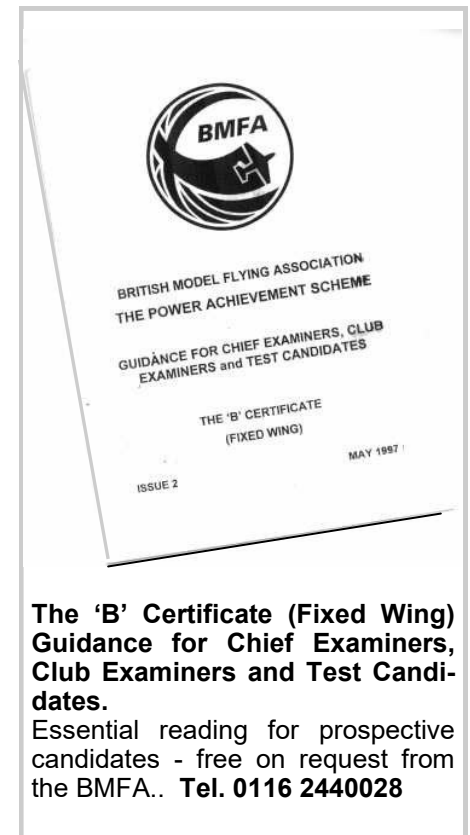 BMFA
BRITISH MODEL FLYING ASSOCIATION
THE POWER ACHIEVEMENT SCHEME
GUIDANCE FOR CHIEF EXAMINERS, CLUB
EXAMINERS and TEST CANDIDATES
THE 'B' CERTIFICATE
(FIXED WING)
ISSUE 2
MAY 1997
The ‘B’ Certificate (Fixed Wing)
Guidance for Chief Examiners,
Club Examiners and Test Candi-
dates.
Essential reading for prospective
candidates - free on request from
the BMFA.. Tel. 0116 2440028